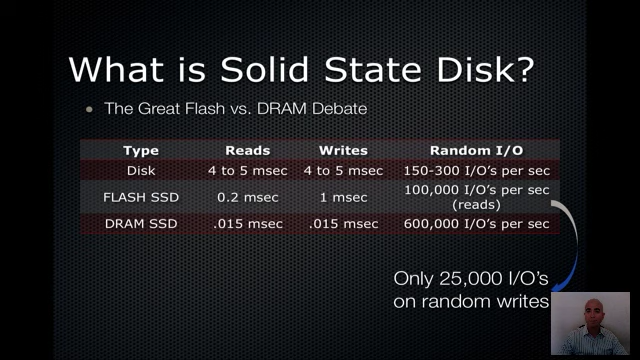 What is Solid State Disk?
• The Great Flash vs. DRAM Debate
Type Reads Writes Random I/O
Disk 4 to 5 msec 4 to 5 msec 150-300 I/O's per sec
FLASH SSD 0.2 msec 1 msec 100,000 I/O's per sec
(reads)
DRAM SSD .015 msec .015 msec 600,000 I/O's per sec
Only 25,000 I/O's
on random writes